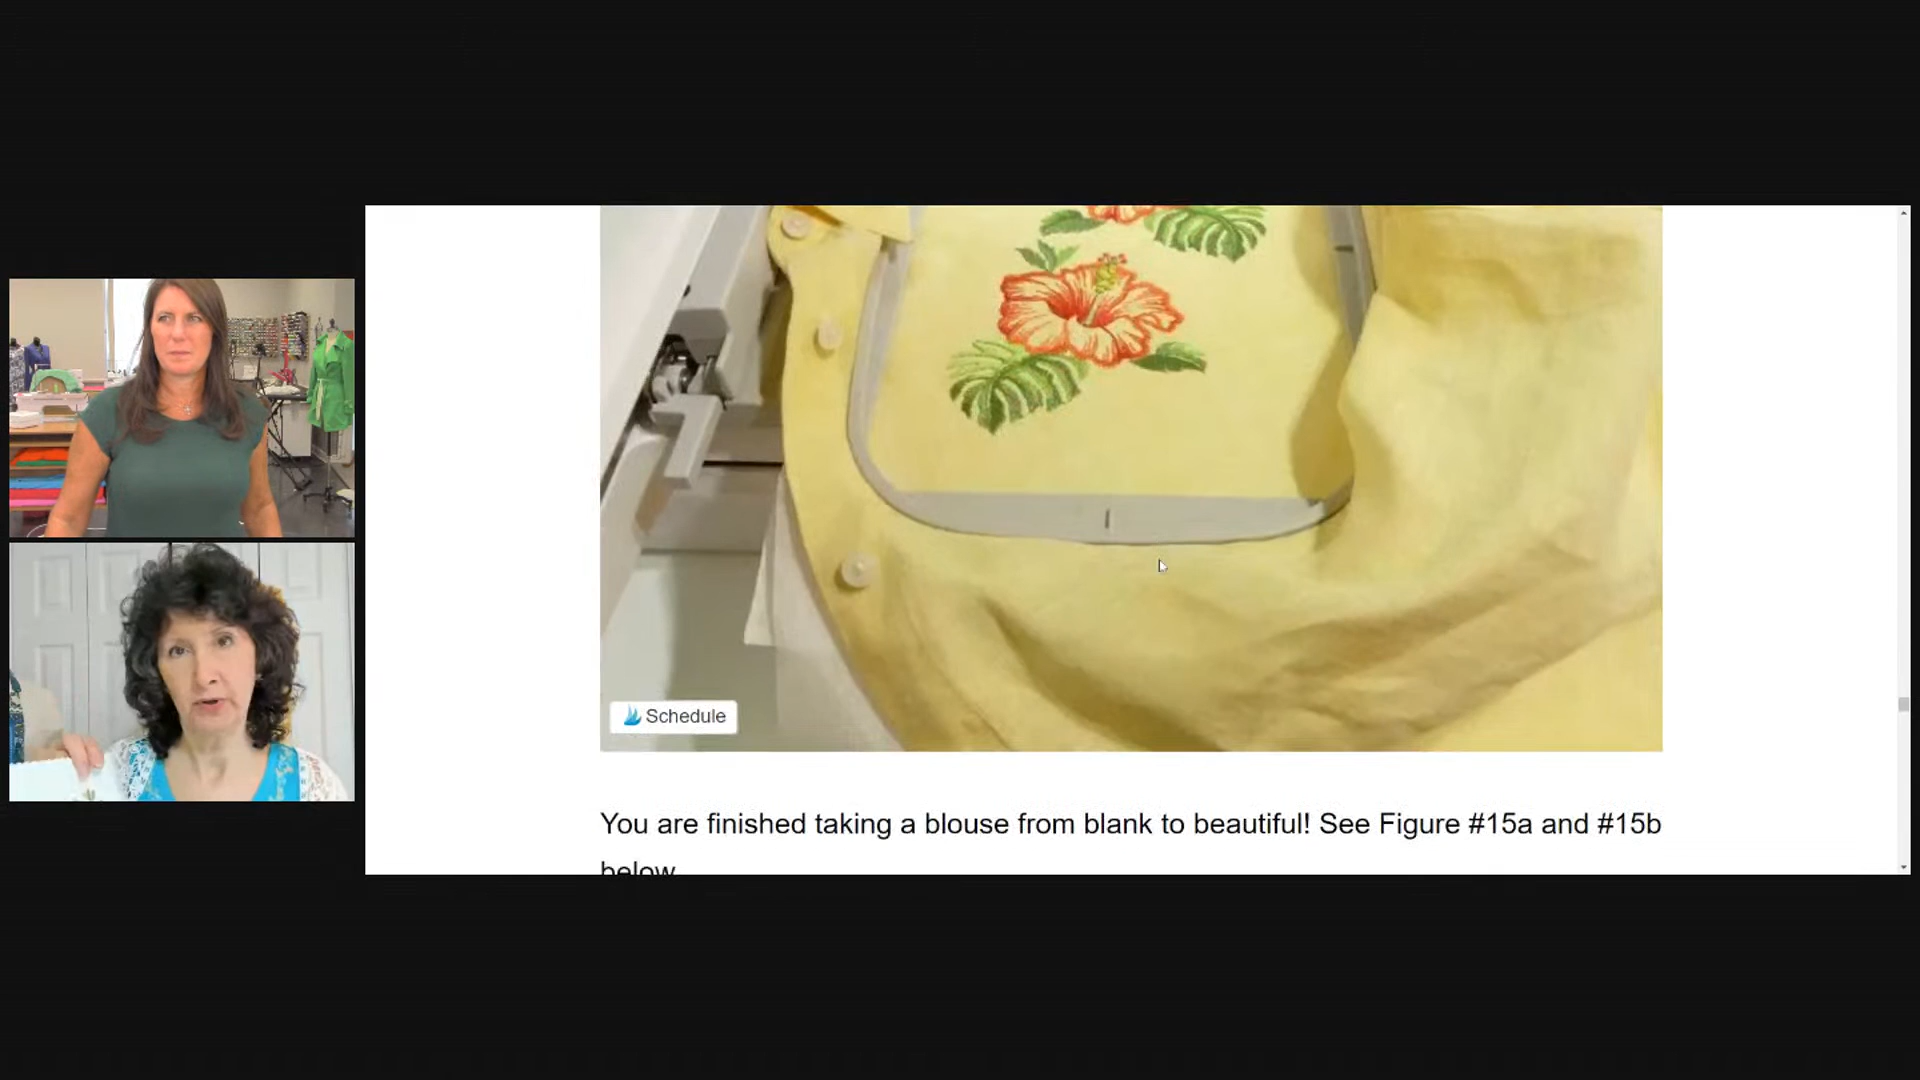 Schedule
You are finished taking a blouse from blank to beautiful! See Figure #15a and #15b
below